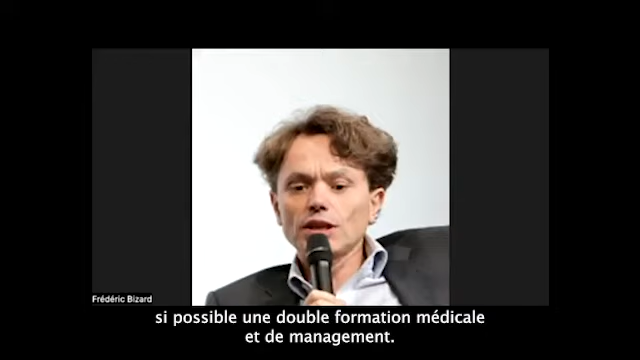 Frédéric Bizard
si possible une double formation médicale
et de management.